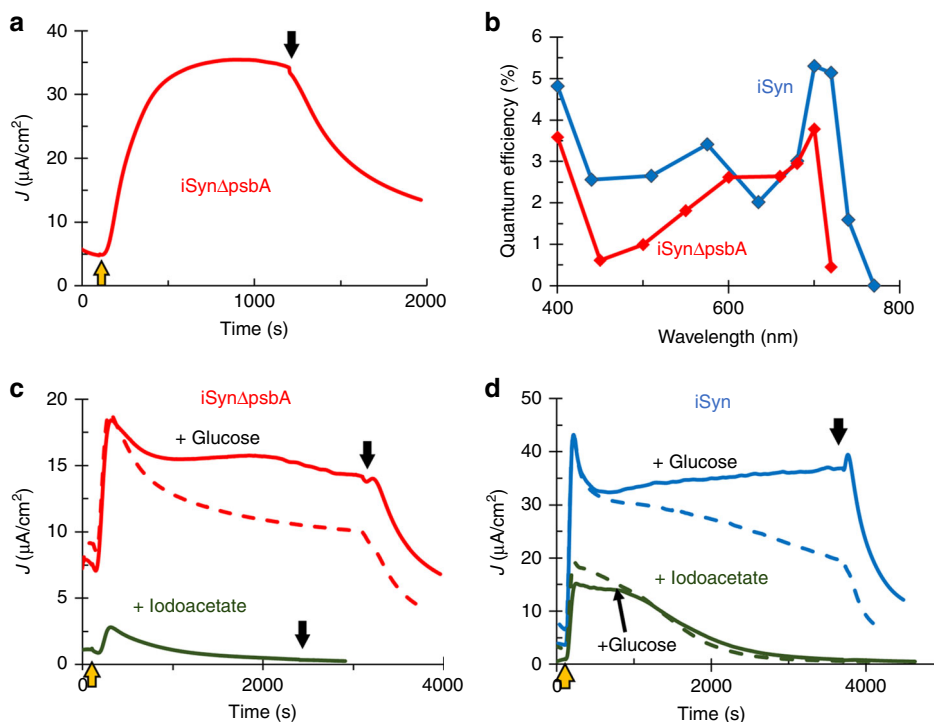 a
40
30
20
10
0
J (µA/cm²)
iSynΔpsbA
0
1000
2000
Time (s)
b
6
5
4
3
2
1
0
Quantum efficiency (%)
iSyn
iSynΔpsbA
400
600
800
Wavelength (nm)
c
20
15
10
5
0
J (µA/cm²)
iSynΔpsbA
+ Glucose
+ Iodoacetate
0
2000
4000
Time (s)
d
50
40
30
20
10
0
J (µA/cm²)
iSyn
+ Glucose
+ Iodoacetate
+Glucose
0
2000
4000
Time (s)